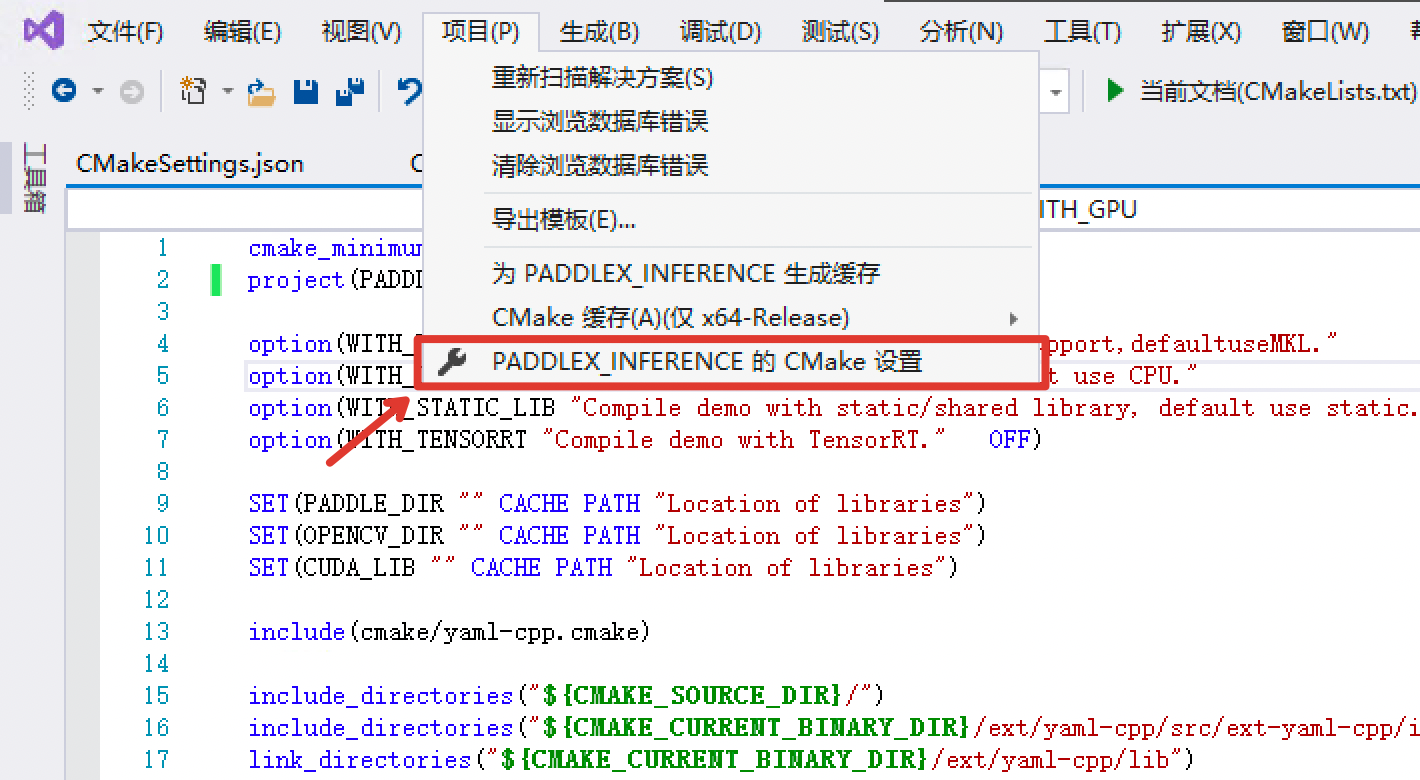 文件(F) 编辑(E) 视图(V) 项目(P) 生成(B) 调试(D) 测试(S) 分析(N) 工具(T) 扩展(X) 窗口(W)
当前文档(CMakeLists.txt)
重新扫描解决方案(S)
显示浏览数据库错误
清除浏览数据库错误
导出模板(E)...
为 PADDLEX_INFERENCE 生成缓存
CMake 缓存(A)(仅 x64-Release)
PADDLEX_INFERENCE 的 CMake 设置
工具箱
CMakeSettings.json C
ITH_GPU
1 cmake_minimum
2 project(PADDL
3
4 option(WITH_ pport,defaultuseMKL."
5 option(WITH_ t use CPU."
6 option(WITH_STATIC_LIB "Compile demo with static/shared library, default use static.
7 option(WITH_TENSORRT "Compile demo with TensorRT." OFF)
8
9 SET(PADDLE_DIR "" CACHE PATH "Location of libraries")
10 SET(OPENCV_DIR "" CACHE PATH "Location of libraries")
11 SET(CUDA_LIB "" CACHE PATH "Location of libraries")
12
13 include(cmake/yaml-cpp.cmake)
14
15 include_directories("${CMAKE_SOURCE_DIR}/")
16 include_directories("${CMAKE_CURRENT_BINARY_DIR}/ext/yaml-cpp/src/ext-yaml-cpp/i
17 link_directories("${CMAKE_CURRENT_BINARY_DIR}/ext/yaml-cpp/lib")